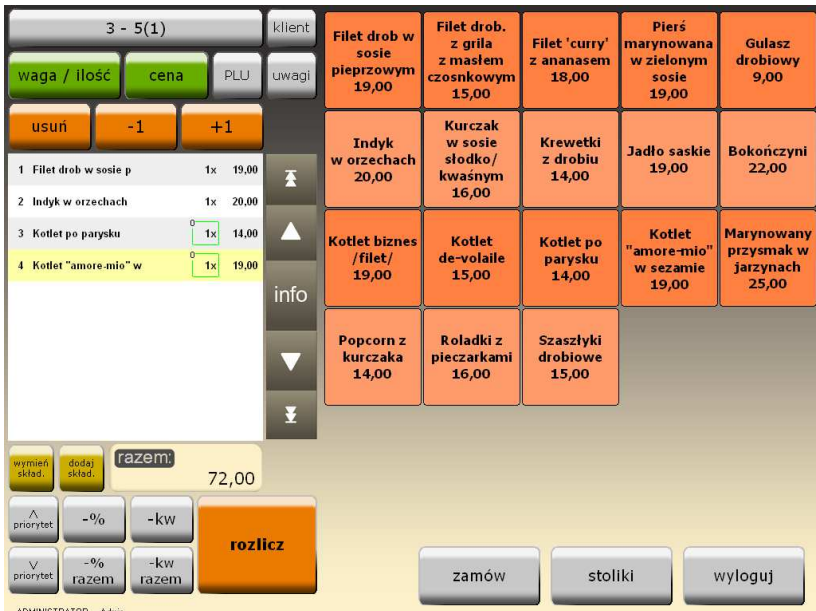 3 - 5(1)
klient
waga / ilość
cena
PLU
uwagi
usuń
-1
+1
1 Filet drob w sosie p 1x 19,00
2 Indyk w orzechach 1x 20,00
3 Kotlet po parysku 0 1x 14,00
4 Kotlet "amore-mio" w 0 1x 19,00
info
wymień
skład.
dodaj
skład.
razem:
72,00
priorytet
-%
-kw
rozlicz
priorytet
-%
razem
-kw
razem
Filet drob w
sosie
pieprzowym
19,00
Filet drob.
z grila
z masłem
czosnkowym
15,00
Filet 'curry'
z ananasem
18,00
Pierś
marynowana
w zielonym
sosie
19,00
Gulasz
drobiowy
9,00
Indyk
w orzechach
20,00
Kurczak
w sosie
słodko/
kwaśnym
16,00
Krewetki
z drobiu
14,00
Jadło saskie
19,00
Bokończyni
22,00
Kotlet biznes
/filet/
19,00
Kotlet
de-volaile
15,00
Kotlet po
parysku
14,00
Kotlet
"amore-mio"
w sezamie
19,00
Marynowany
przysmak w
jarzynach
25,00
Popcorn z
kurczaka
14,00
Roladki z
pieczarkami
16,00
Szaszłyki
drobiowe
15,00
zamów
stoliki
wyloguj